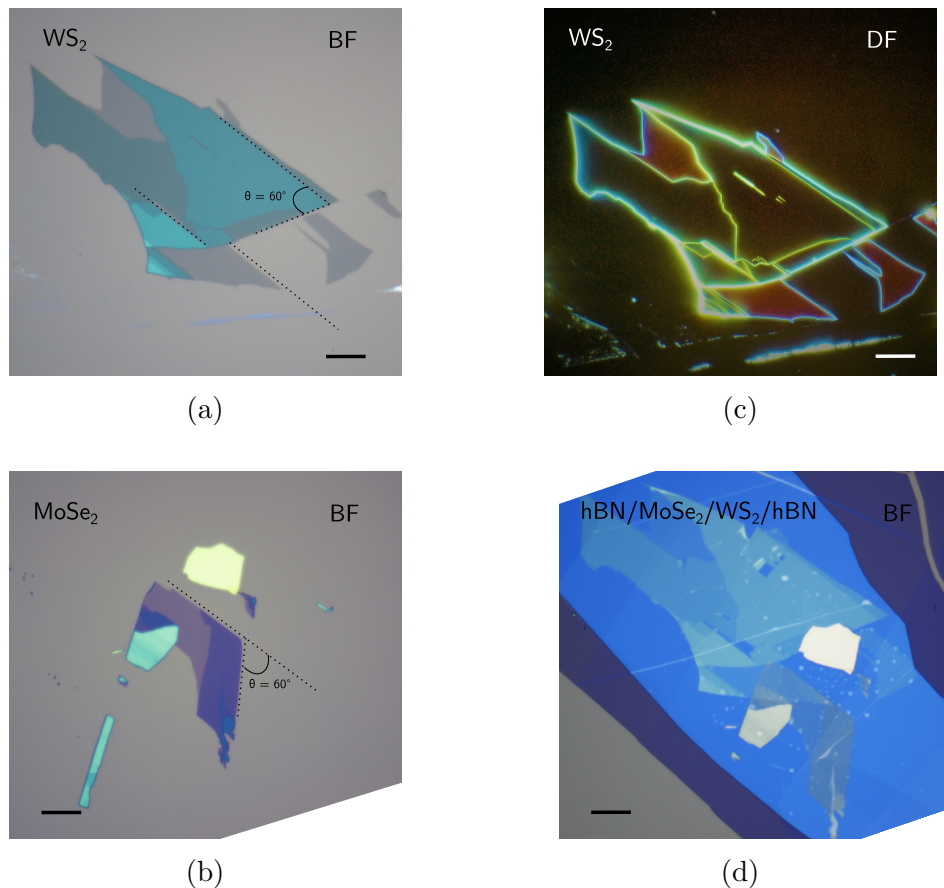 WS₂ BF
θ = 60°
(a)
WS₂ DF
(c)
MoSe₂ BF
θ = 60°
(b)
hBN/MoSe₂/WS₂/hBN BF
(d)